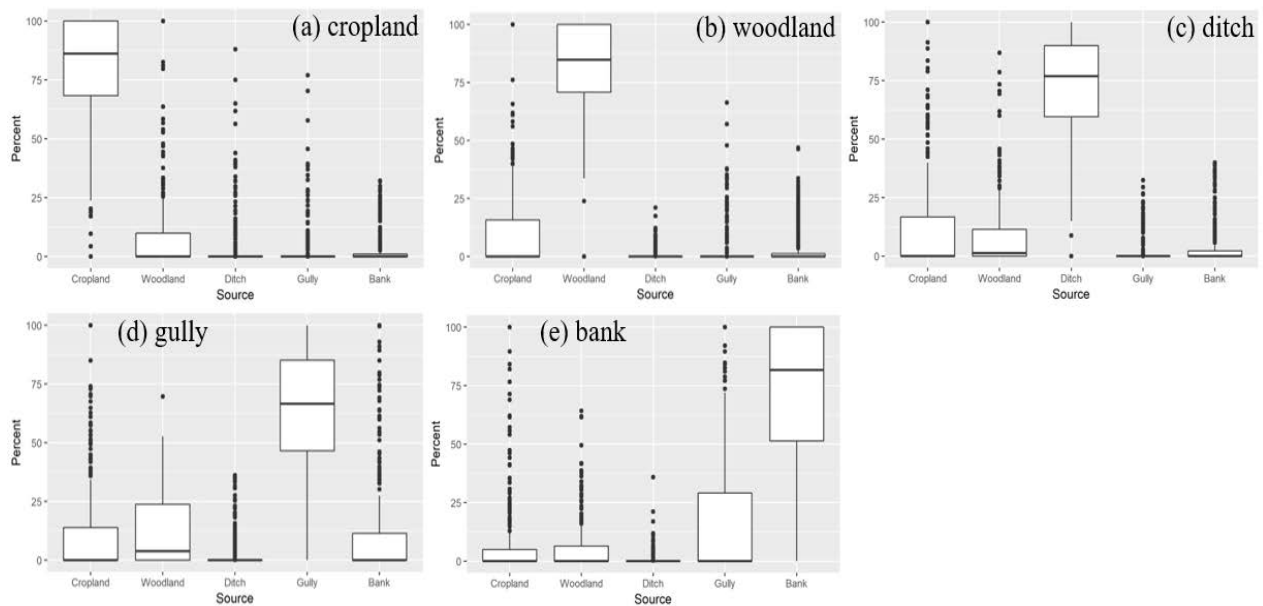 (a) cropland
100
75
50
25
0
Percent
Cropland Woodland Ditch Gully Bank
Source
(b) woodland
100
75
50
25
0
Percent
Cropland Woodland Ditch Gully Bank
Source
(c) ditch
100
75
50
25
0
Percent
Cropland Woodland Ditch Gully Bank
Source
(d) gully
100
75
50
25
0
Percent
Cropland Woodland Ditch Gully Bank
Source
(e) bank
100
75
50
25
0
Percent
Cropland Woodland Ditch Gully Bank
Source